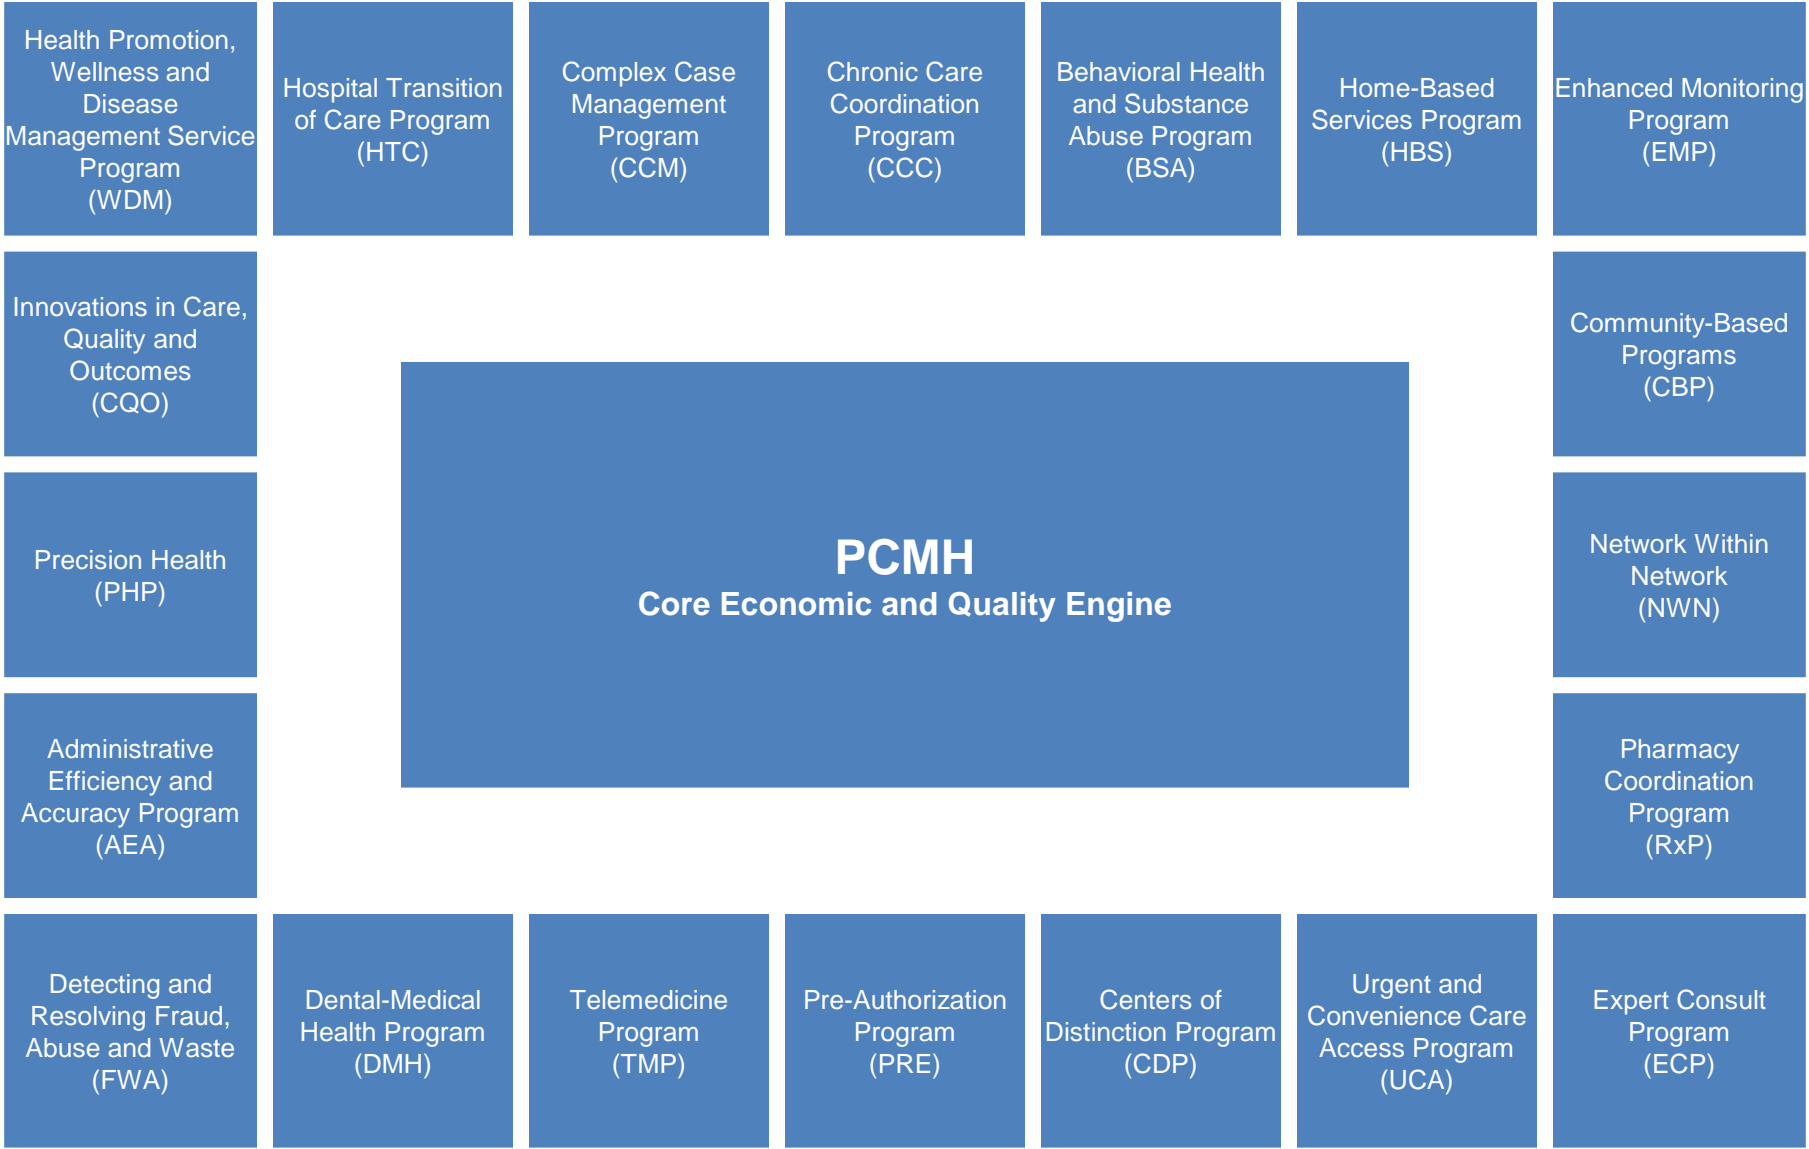 Health Promotion,
Wellness and
Disease
Management Service
Program
(WDM)
Hospital Transition
of Care Program
(HTC)
Complex Case
Management
Program
(CCM)
Chronic Care
Coordination
Program
(CCC)
Behavioral Health
and Substance
Abuse Program
(BSA)
Home-Based
Services Program
(HBS)
Enhanced Monitoring
Program
(EMP)
Innovations in Care,
Quality and
Outcomes
(CQO)
Community-Based
Programs
(CBP)
Precision Health
(PHP)
PCMH
Core Economic and Quality Engine
Network Within
Network
(NWN)
Administrative
Efficiency and
Accuracy Program
(AEA)
Pharmacy
Coordination
Program
(RxP)
Detecting and
Resolving Fraud,
Abuse and Waste
(FWA)
Dental-Medical
Health Program
(DMH)
Telemedicine
Program
(TMP)
Pre-Authorization
Program
(PRE)
Centers of
Distinction Program
(CDP)
Urgent and
Convenience Care
Access Program
(UCA)
Expert Consult
Program
(ECP)